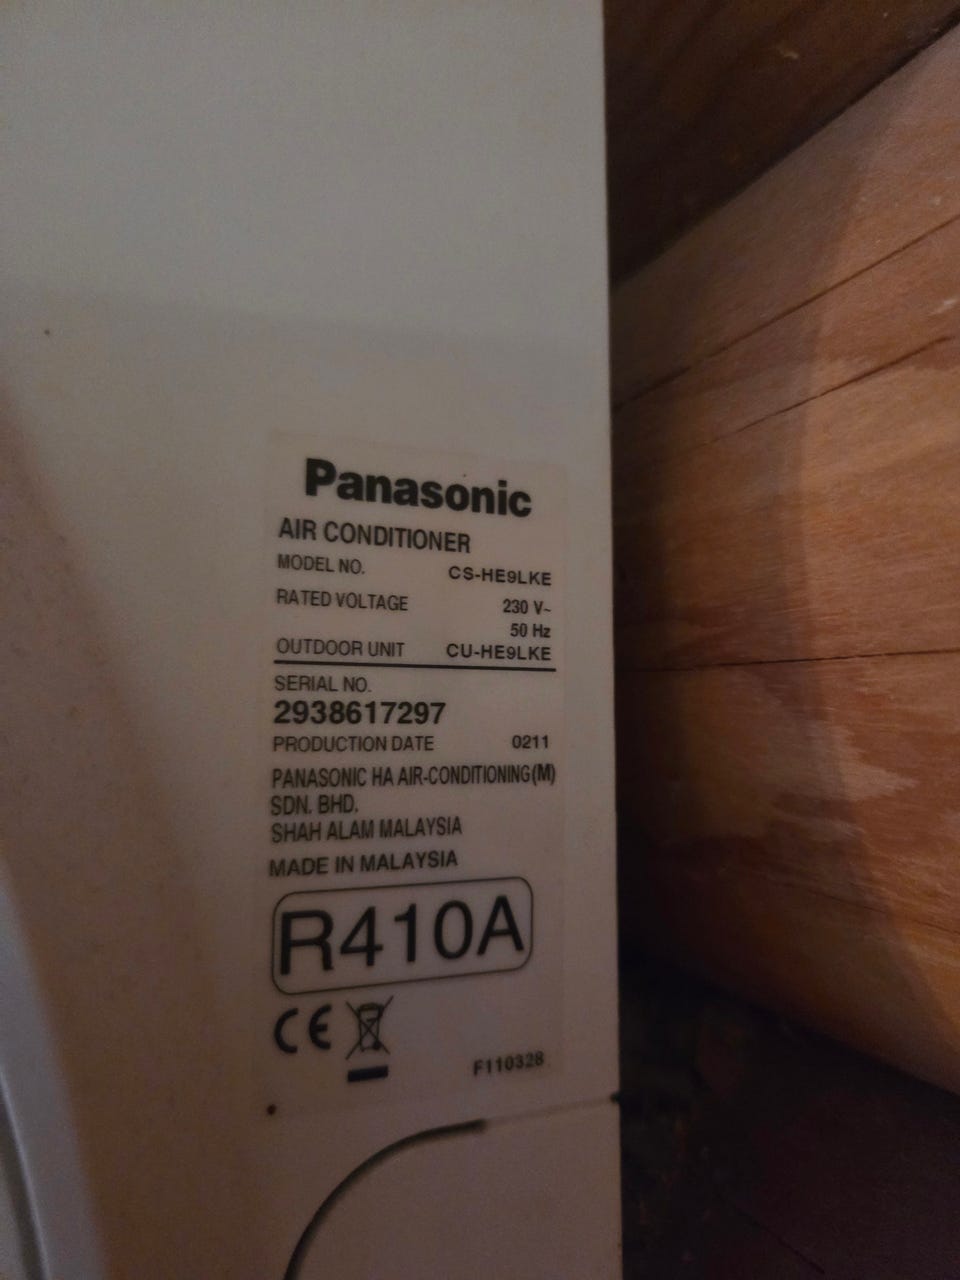 Panasonic
AIR CONDITIONER
MODEL NO. CS-HE9LKE
RATED VOLTAGE 230 V~
50 Hz
OUTDOOR UNIT CU-HE9LKE
SERIAL NO.
2938617297
PRODUCTION DATE 0211
PANASONIC HA AIR-CONDITIONING(M)
SDN. BHD.
SHAH ALAM MALAYSIA
MADE IN MALAYSIA
R410A
CE
F110328